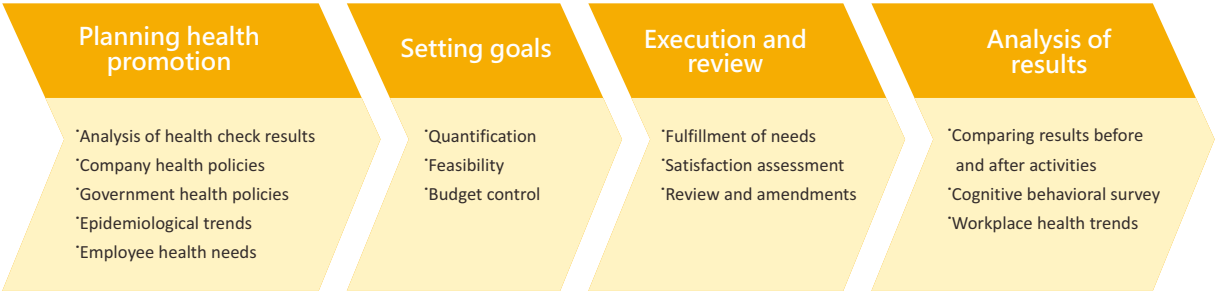 Planning health
promotion
˙Analysis of health check results
˙Company health policies
˙Government health policies
˙Epidemiological trends
˙Employee health needs
Setting goals
˙Quantification
˙Feasibility
˙Budget control
Execution and
review
˙Fulfillment of needs
˙Satisfaction assessment
˙Review and amendments
Analysis of
results
˙Comparing results before
and after activities
˙Cognitive behavioral survey
˙Workplace health trends